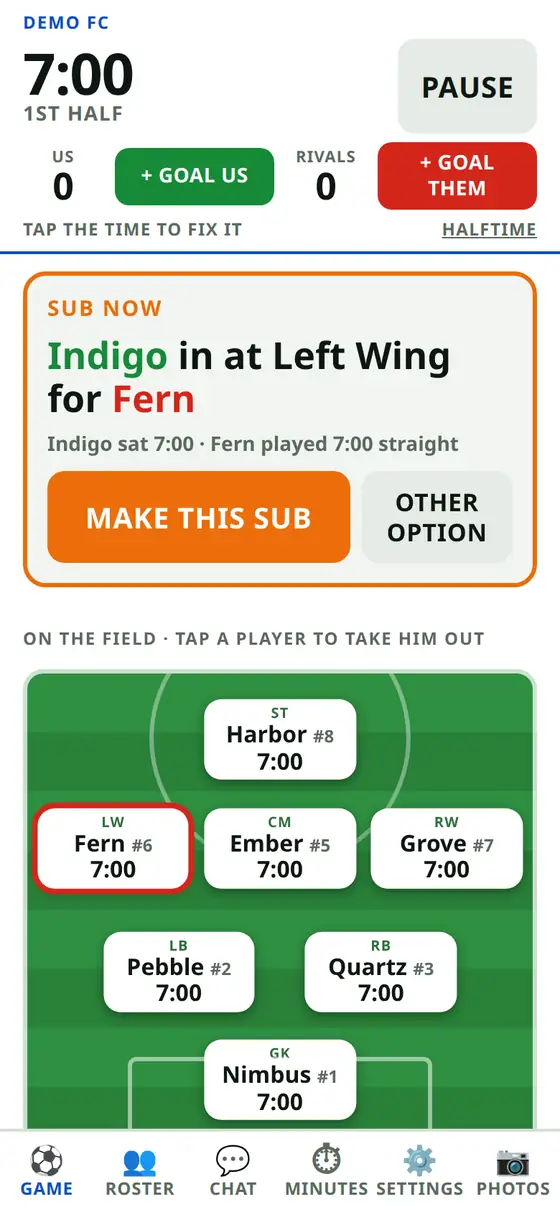 DEMO FC
7:00
1ST HALF
PAUSE
US
0
+ GOAL US
RIVALS
0
+ GOAL
THEM
TAP THE TIME TO FIX IT
HALFTIME
SUB NOW
Indigo in at Left Wing
for Fern
Indigo sat 7:00 · Fern played 7:00 straight
MAKE THIS SUB
OTHER
OPTION
ON THE FIELD · TAP A PLAYER TO TAKE HIM OUT
ST
Harbor #8
7:00
LW
Fern #6
7:00
CM
Ember #5
7:00
RW
Grove #7
7:00
LB
Pebble #2
7:00
RB
Quartz #3
7:00
GK
Nimbus #1
7:00
GAME
ROSTER
CHAT
MINUTES
SETTINGS
PHOTOS